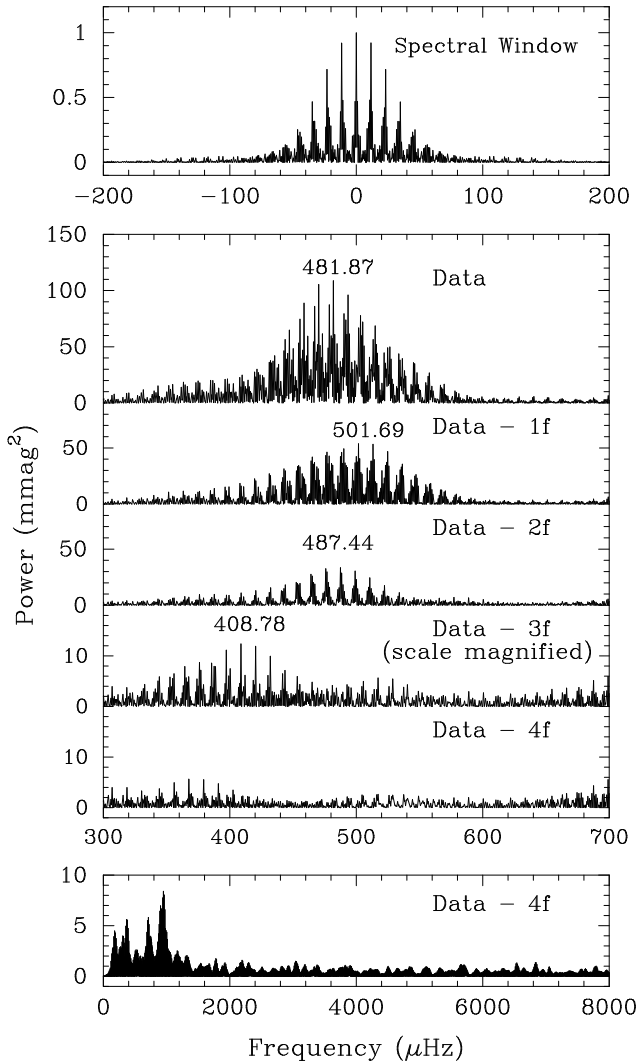 1
Spectral Window
0.5
0
−200 −100 0 100 200
150
481.87
Data
100
50
0
Data − 1f
501.69
50
0
Data − 2f
487.44
50
0
408.78
Data − 3f
(scale magnified)
10
0
Data − 4f
10
0
300 400 500 600 700
Power (mmag²)
10
Data − 4f
5
0
0 2000 4000 6000 8000
Frequency (μHz)